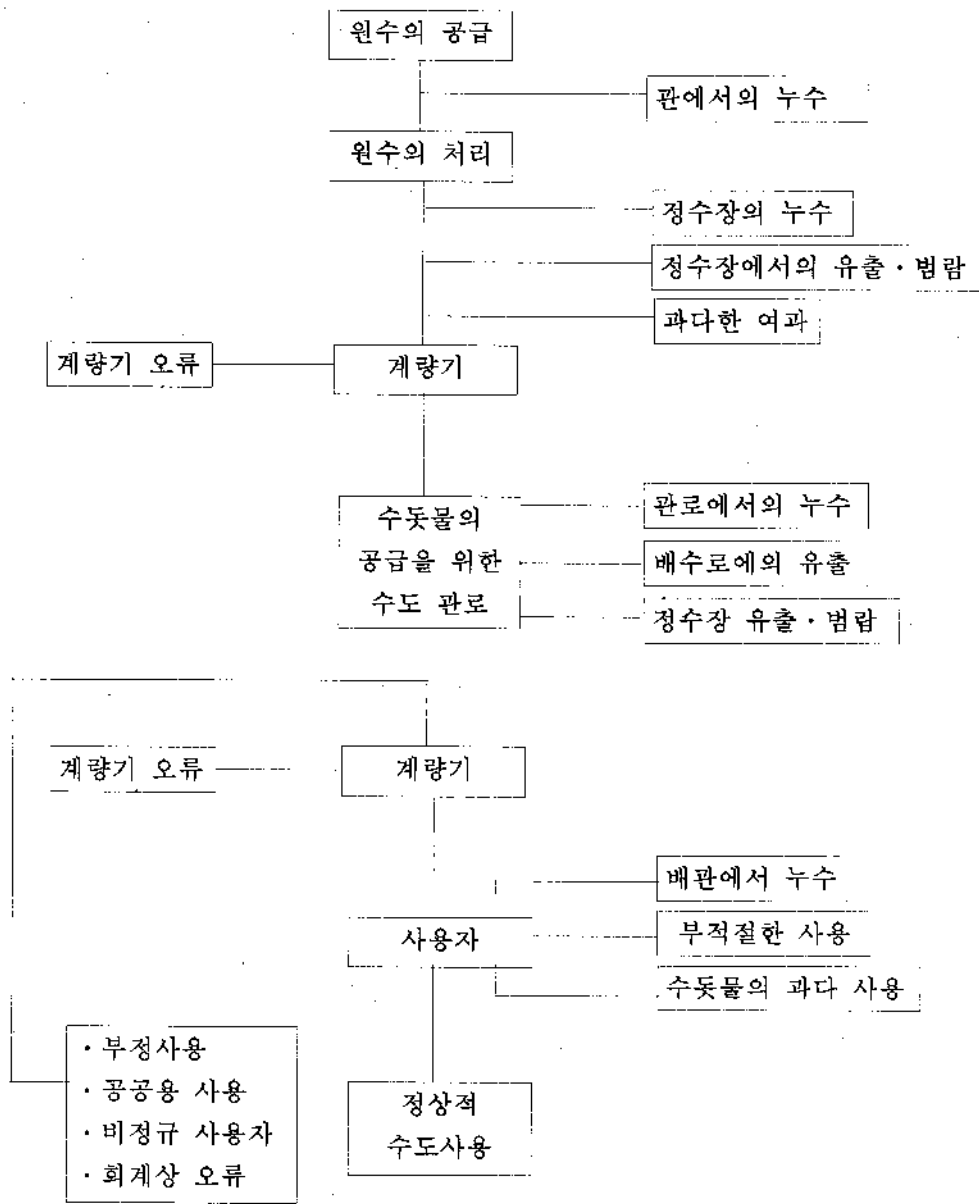 원수의 공급
관에서의 누수
원수의 처리
정수장의 누수
정수장에서의 유출·범람
과다한 여과
계량기 오류
계량기
수돗물의
공급을 위한
수도 관로
관로에서의 누수
배수로에의 유출
정수장 유출·범람
계량기 오류
계량기
배관에서 누수
사용자
부적절한 사용
수돗물의 과다 사용
· 부정사용
· 공공용 사용
· 비정규 사용자
· 회계상 오류
정상적
수도사용